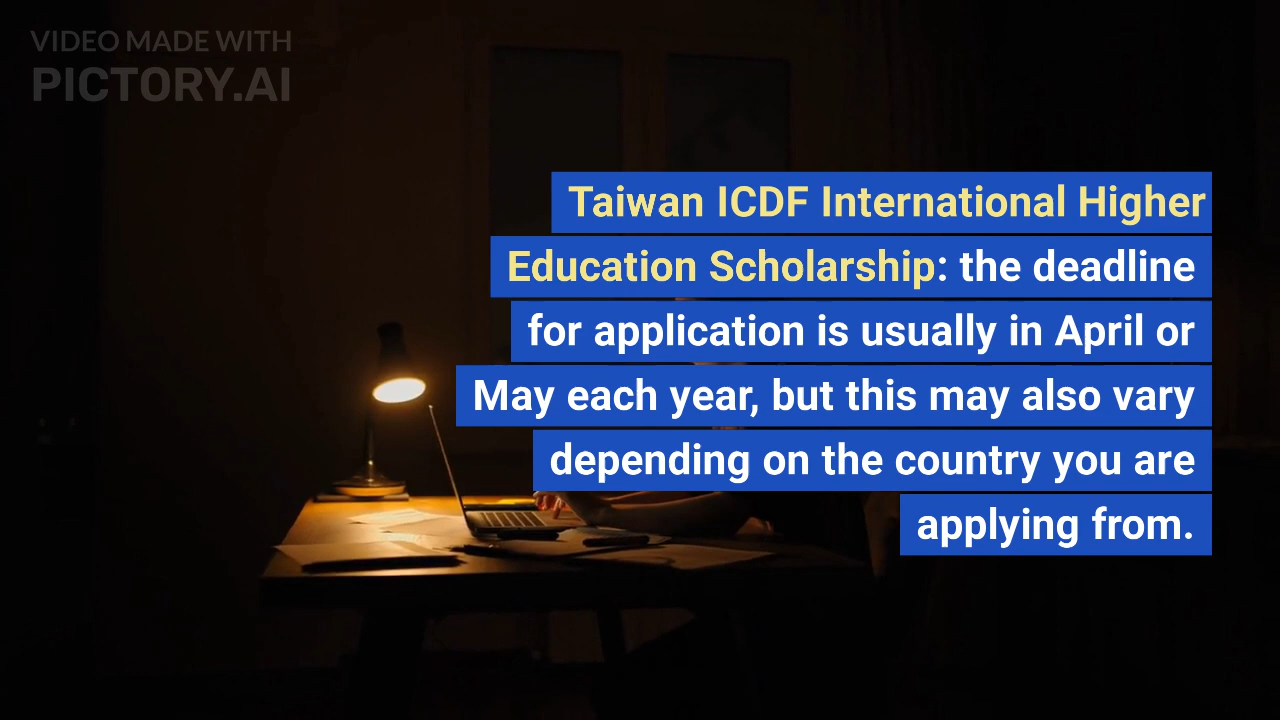 VIDEO MADE WITH
PICTORY.AI
Taiwan ICDF International Higher
Education Scholarship: the deadline
for application is usually in April or
May each year, but this may also vary
depending on the country you are
applying from.